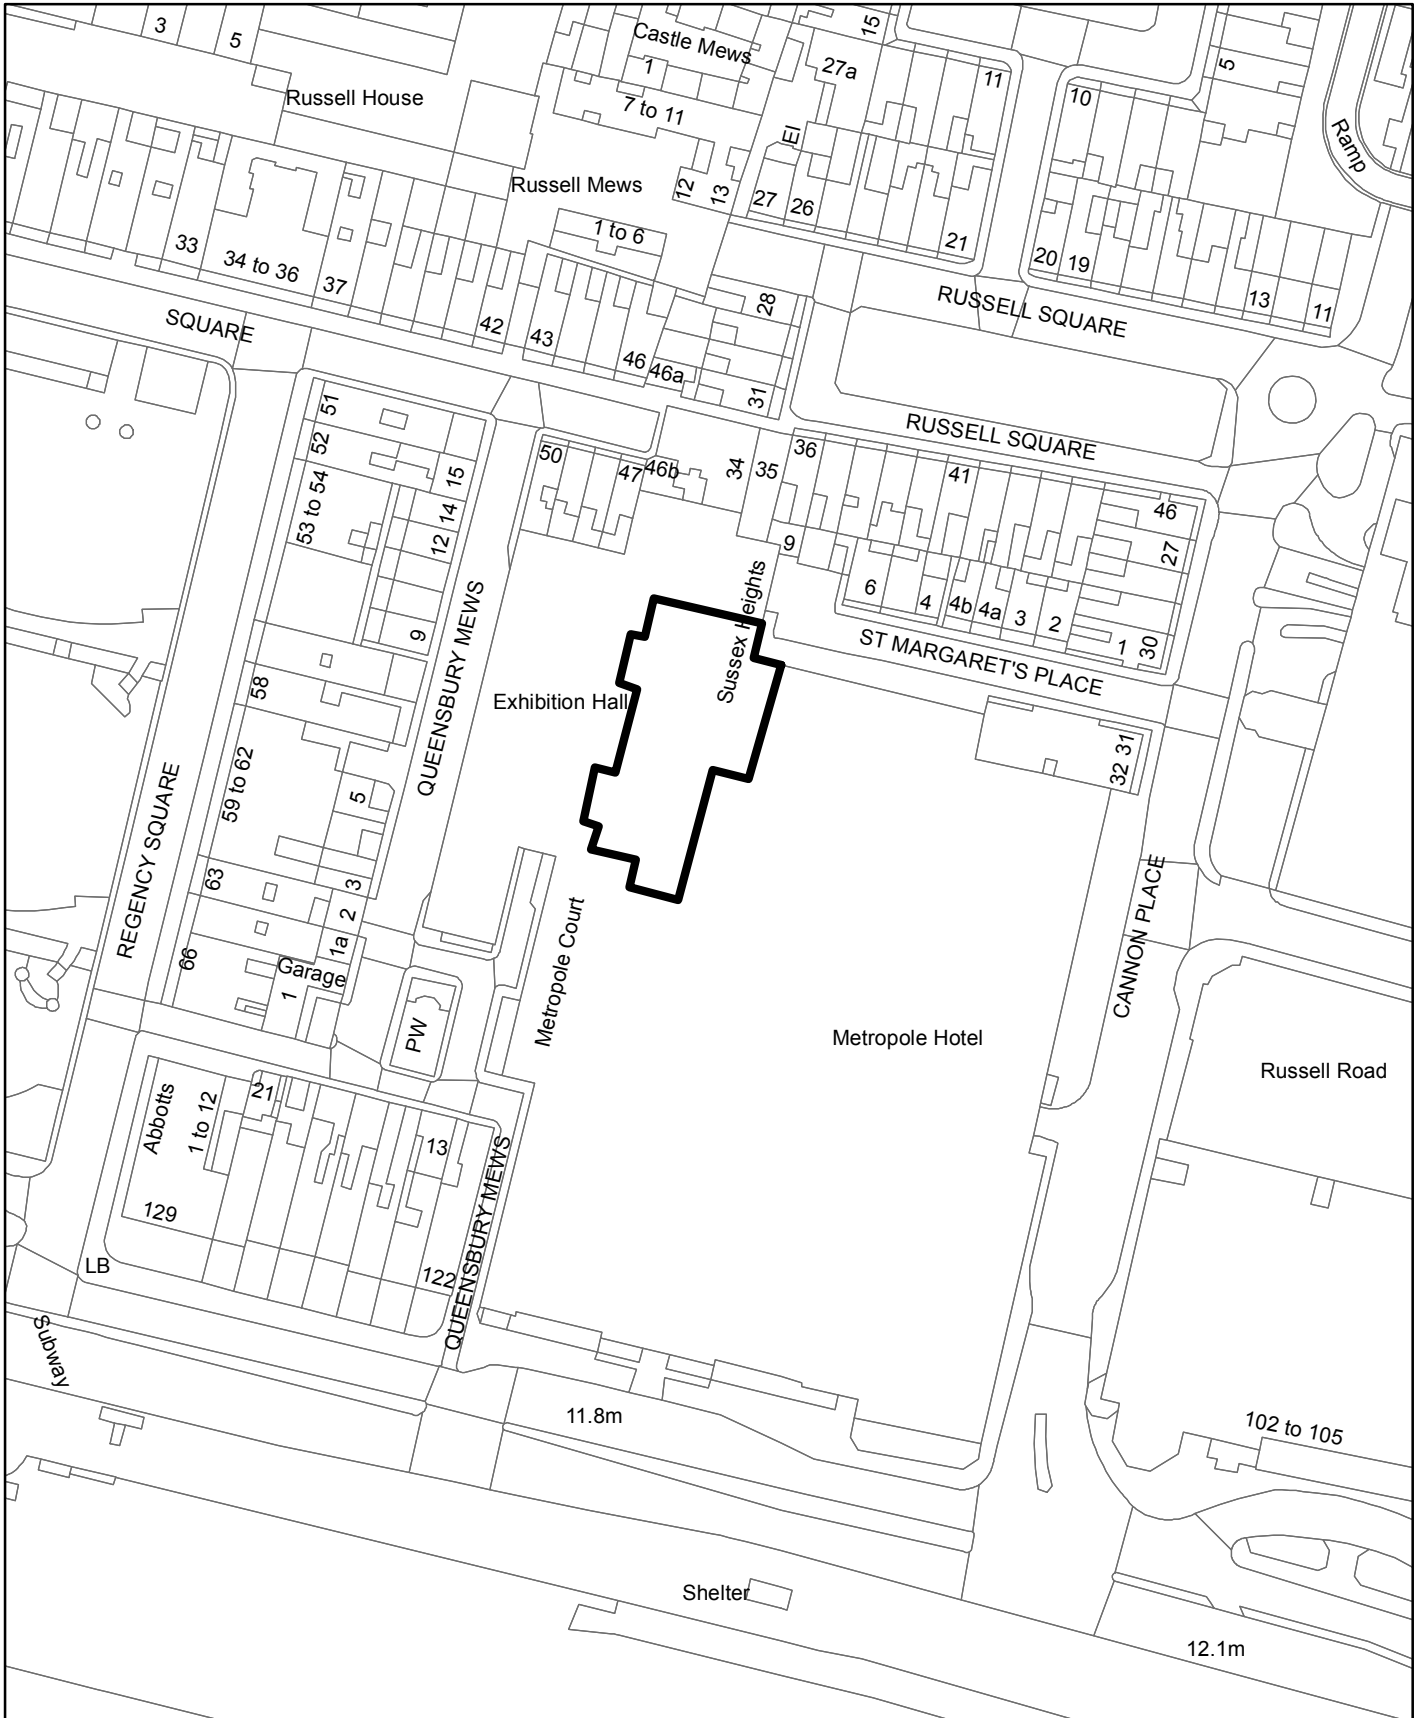 3
5
Castle Mews
1
15
27a
11
5
10
Ramp
Russell House
7 to 11
El
Russell Mews
12
13
27
26
21
20
19
13
11
1 to 6
33
34 to 36
37
42
43
46
46a
28
31
RUSSELL SQUARE
SQUARE
RUSSELL SQUARE
51
52
53 to 54
15
14
12
9
50
47
46b
34
35
36
41
46
27
9
6
4
4b
4a
3
2
1
30
ST MARGARET'S PLACE
Sussex Heights
QUEENSBURY MEWS
Exhibition Hall
58
59 to 62
5
31
32
REGENCY SQUARE
63
3
2
1a
66
Garage
1
Metropole Court
CANNON PLACE
PW
Metropole Hotel
Russell Road
Abbotts
1 to 12
21
13
129
122
QUEENSBURY MEWS
LB
Subway
11.8m
102 to 105
Shelter
12.1m